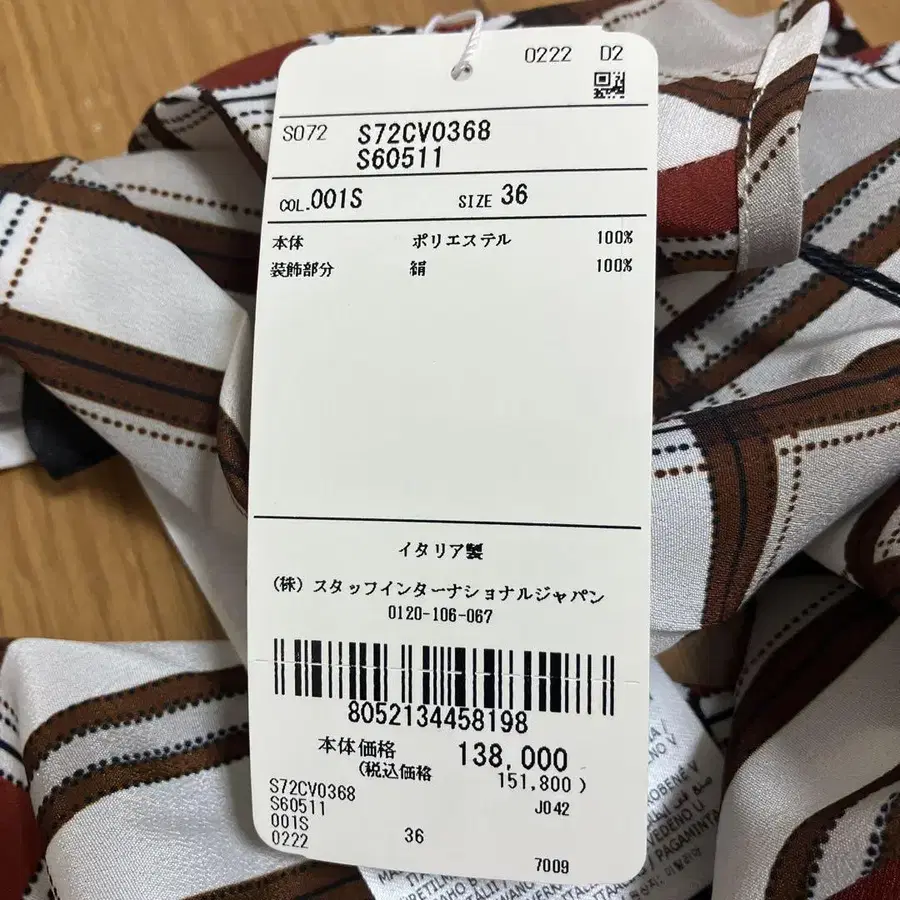 0222 D2
S072 S72CV0368
S60511
COL.001S SIZE 36
本体 ポリエステル 100%
装飾部分 絹 100%
イタリア製
(株) スタッフインターナショナルジャパン
0120-106-067
8052134458198
本体価格 138,000
(税込価格 151,800 )
S72CV0368
S60511 J042
001S
0222 36
7009